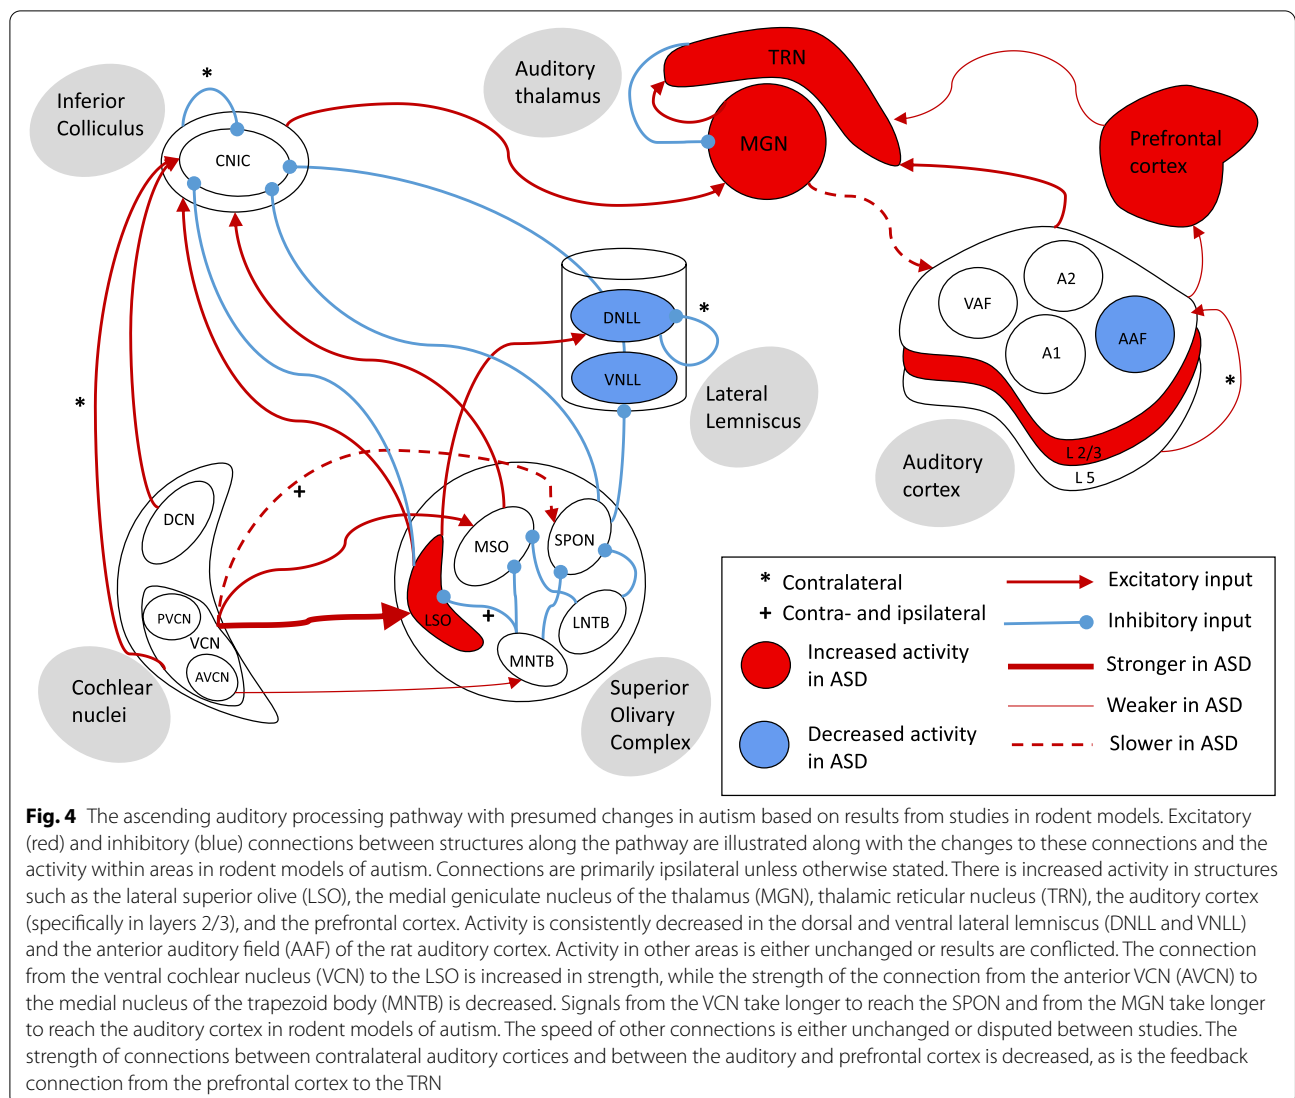 Inferior
Colliculus
*
CNIC
Auditory
thalamus
TRN
MGN
Prefrontal
cortex
DNLL
*
VNLL
Lateral
Lemniscus
VAF
A2
A1
AAF
*
L 2/3
L 5
Auditory
cortex
*
+
DCN
PVCN
VCN
AVCN
Cochlear
nuclei
MSO
SPON
LSO
+
LNTB
MNTB
Superior
Olivary
Complex
* Contralateral
+ Contra- and ipsilateral
Increased activity
in ASD
Decreased activity
in ASD
Excitatory input
Inhibitory input
Stronger in ASD
Weaker in ASD
Slower in ASD
Fig. 4 The ascending auditory processing pathway with presumed changes in autism based on results from studies in rodent models. Excitatory
(red) and inhibitory (blue) connections between structures along the pathway are illustrated along with the changes to these connections and the
activity within areas in rodent models of autism. Connections are primarily ipsilateral unless otherwise stated. There is increased activity in structures
such as the lateral superior olive (LSO), the medial geniculate nucleus of the thalamus (MGN), thalamic reticular nucleus (TRN), the auditory cortex
(specifically in layers 2/3), and the prefrontal cortex. Activity is consistently decreased in the dorsal and ventral lateral lemniscus (DNLL and VNLL)
and the anterior auditory field (AAF) of the rat auditory cortex. Activity in other areas is either unchanged or results are conflicted. The connection
from the ventral cochlear nucleus (VCN) to the LSO is increased in strength, while the strength of the connection from the anterior VCN (AVCN) to
the medial nucleus of the trapezoid body (MNTB) is decreased. Signals from the VCN take longer to reach the SPON and from the MGN take longer
to reach the auditory cortex in rodent models of autism. The speed of other connections is either unchanged or disputed between studies. The
strength of connections between contralateral auditory cortices and between the auditory and prefrontal cortex is decreased, as is the feedback
connection from the prefrontal cortex to the TRN